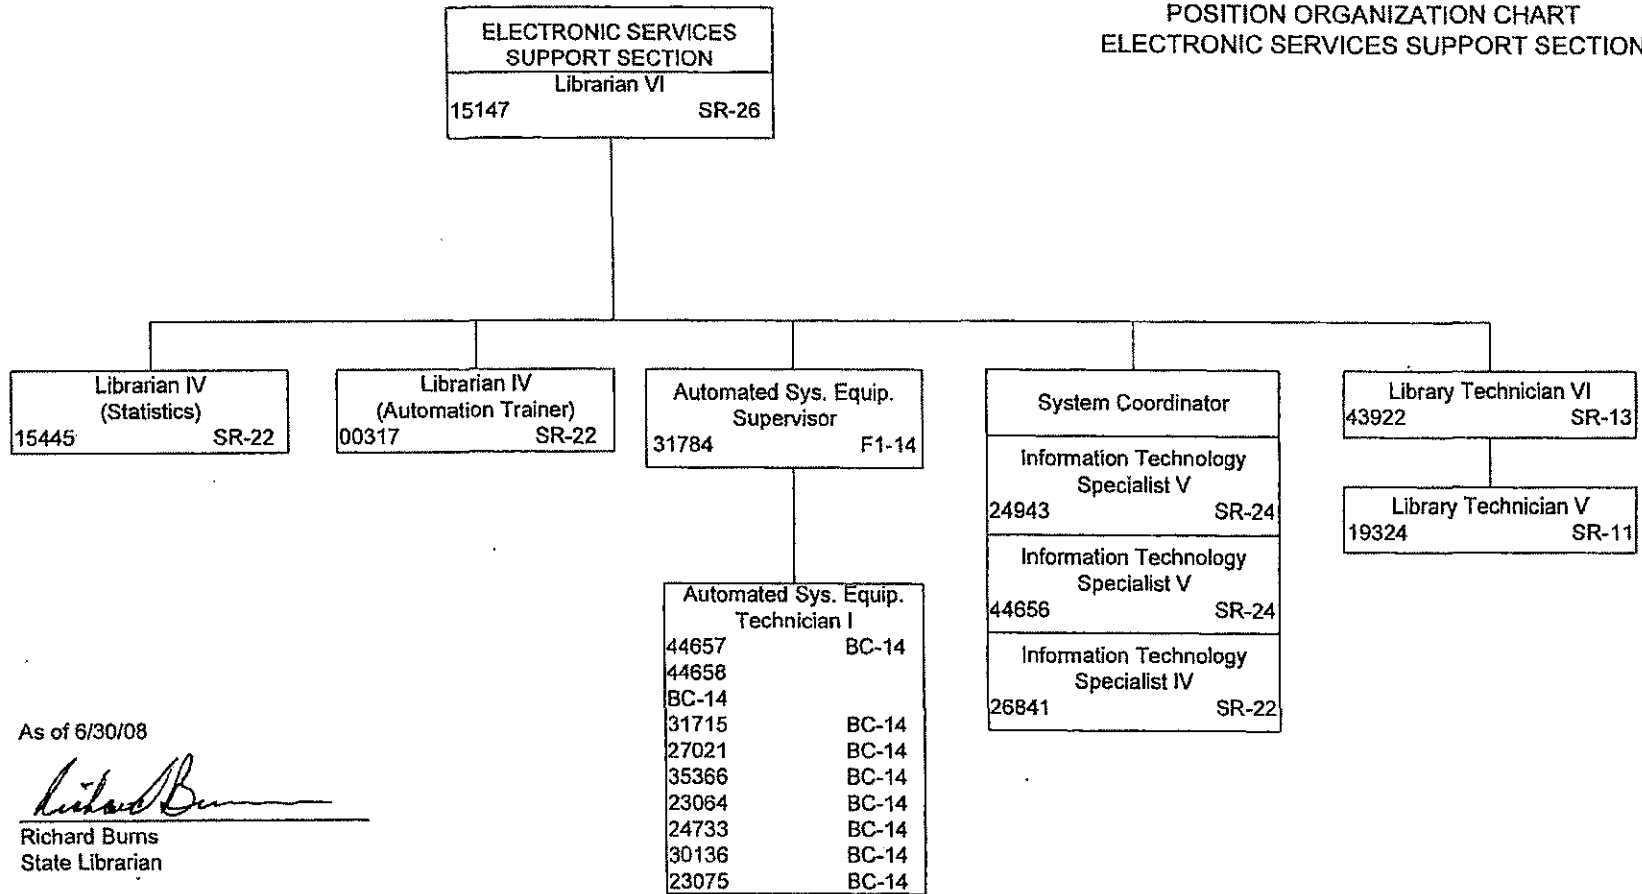 POSITION ORGANIZATION CHART
ELECTRONIC SERVICES SUPPORT SECTION
ELECTRONIC SERVICES
SUPPORT SECTION
Librarian VI
15147 SR-26
Librarian IV
(Statistics)
15445 SR-22
Librarian IV
(Automation Trainer)
00317 SR-22
Automated Sys. Equip.
Supervisor
31784 F1-14
Automated Sys. Equip.
Technician I
44657 BC-14
44658
BC-14
31715 BC-14
27021 BC-14
35366 BC-14
23064 BC-14
24733 BC-14
30136 BC-14
23075 BC-14
System Coordinator
Information Technology
Specialist V
24943 SR-24
Information Technology
Specialist V
44656 SR-24
Information Technology
Specialist IV
26841 SR-22
Library Technician VI
43922 SR-13
Library Technician V
19324 SR-11
As of 6/30/08
Richard Burns
Richard Burns
State Librarian